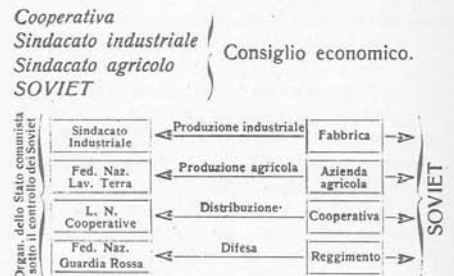 Cooperativa
Sindacato industriale
Sindacato agricolo
SOVIET
Consiglio economico.
Organ. dello Stato comunista
sotto il controllo dei Soviet
Sindacato
Industriale
Produzione industriale
Fabbrica
Fed. Naz.
Lav. Terra
Produzione agricola
Azienda
agricola
L. N.
Cooperative
Distribuzione
Cooperativa
Fed. Naz.
Guardia Rossa
Difesa
Reggimento
SOVIET